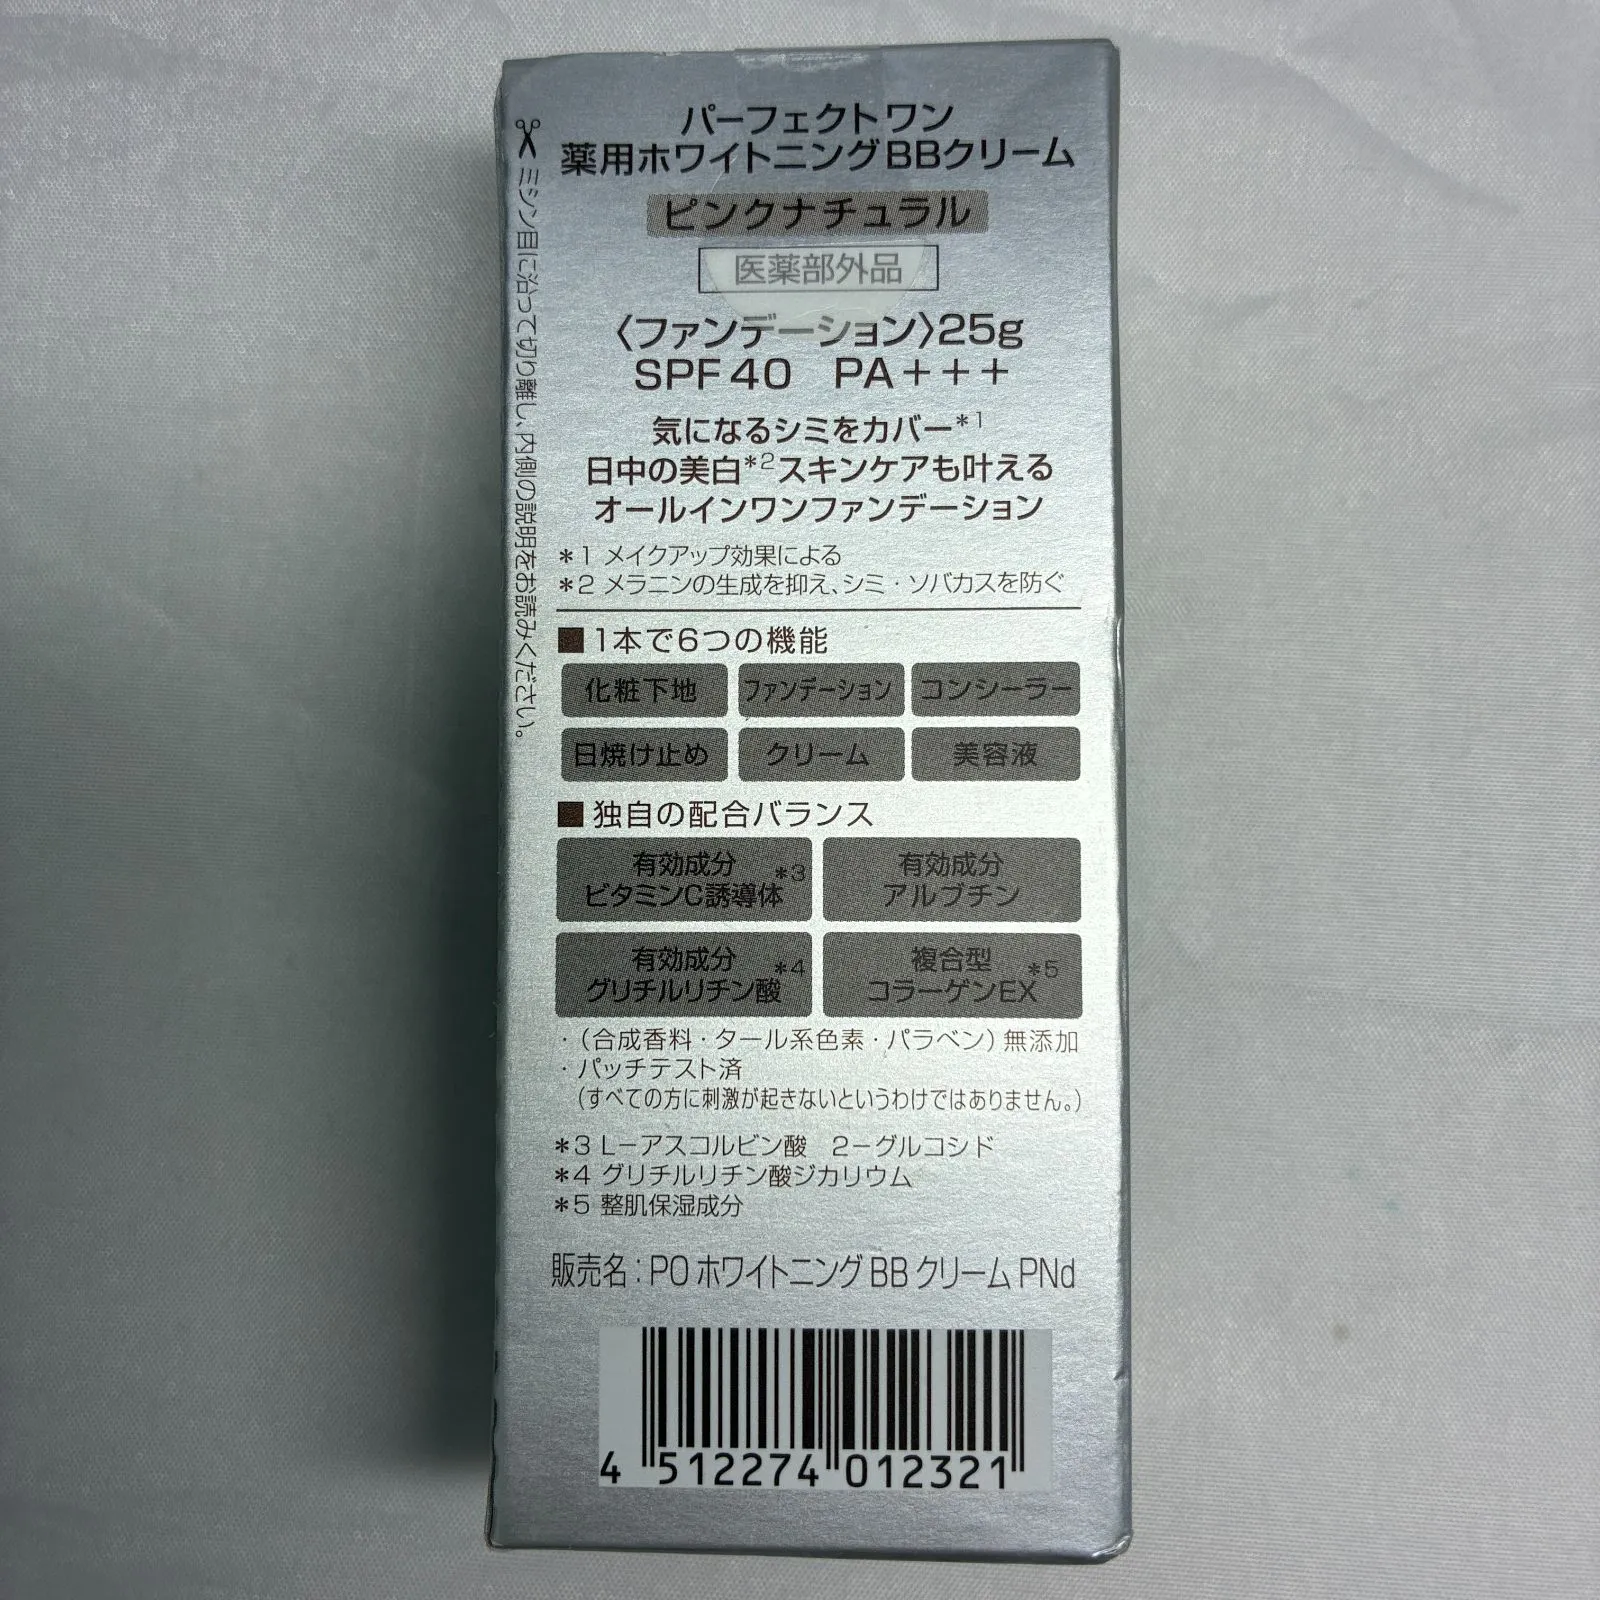 パーフェクトワン
薬用ホワイトニングBBクリーム
ピンクナチュラル
医薬部外品
〈ファンデーション〉25g
SPF40 PA+++
気になるシミをカバー*1
日中の美白*2スキンケアも叶える
オールインワンファンデーション
*1 メイクアップ効果による
*2 メラニンの生成を抑え、シミ・ソバカスを防ぐ
■1本で6つの機能
化粧下地 ファンデーション コンシーラー
日焼け止め クリーム 美容液
■独自の配合バランス
有効成分
ビタミンC誘導体*3
有効成分
アルブチン
有効成分
グリチルリチン酸*4
複合型
コラーゲンEX*5
・(合成香料・タール系色素・パラベン)無添加
・パッチテスト済
(すべての方に刺激が起きないというわけではありません。)
*3 L-アスコルビン酸 2-グルコシド
*4 グリチルリチン酸ジカリウム
*5 整肌保湿成分
販売名:PO ホワイトニング BB クリーム PNd
4 512274 012321
ミシン目に沿って切り離し、内側の説明をお読みください。